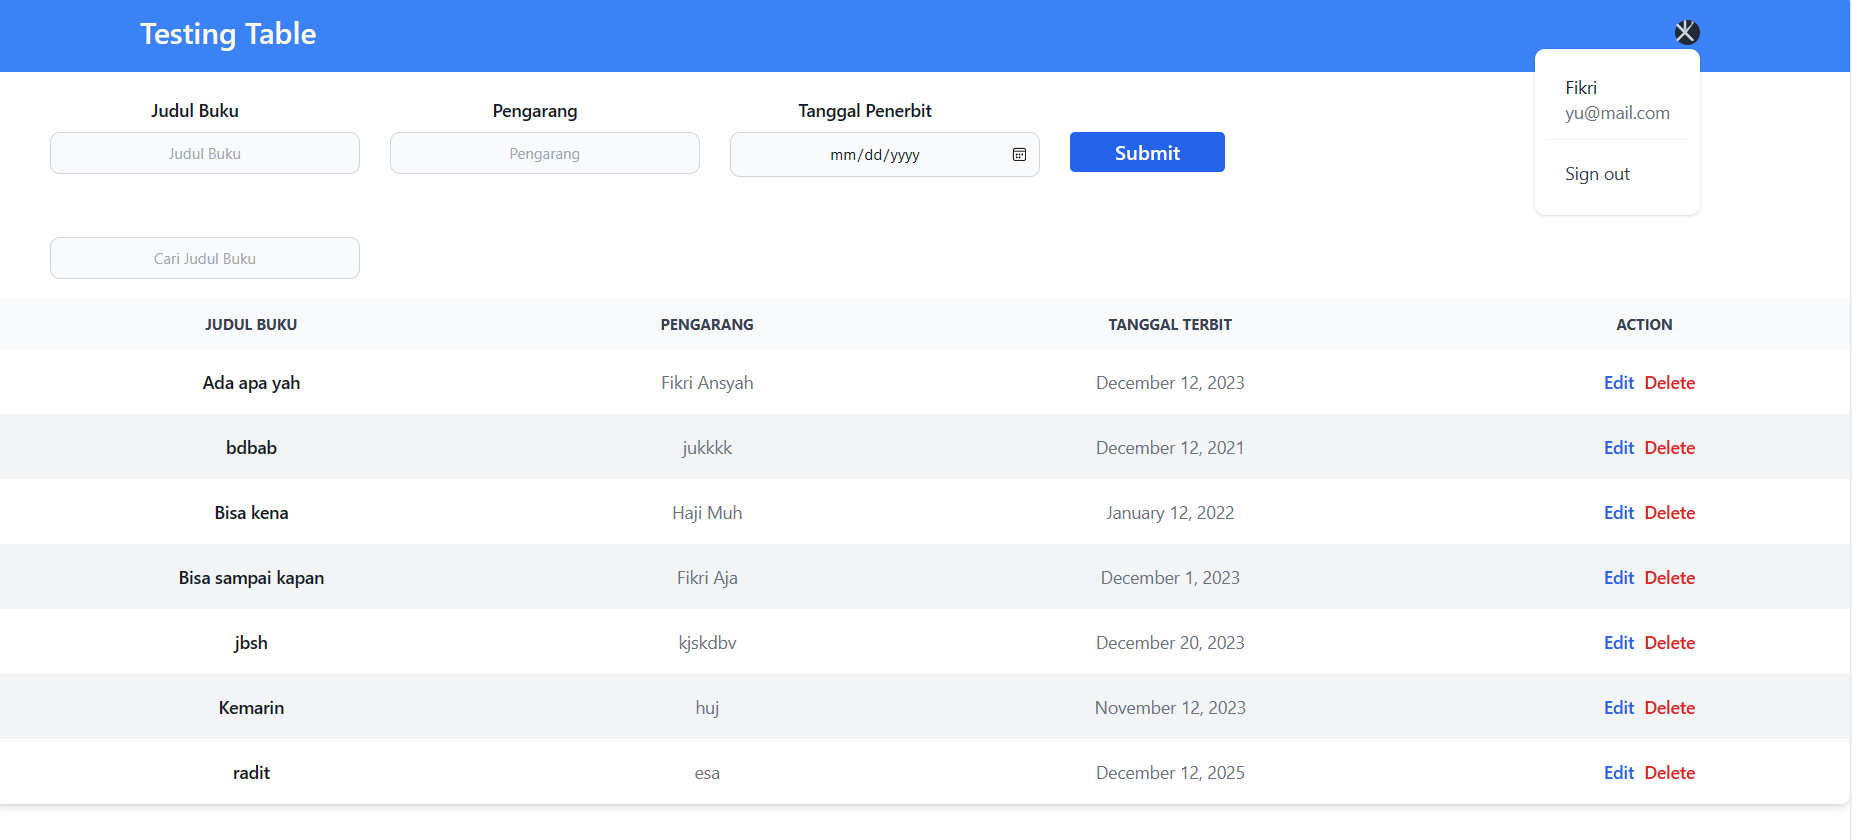 Testing Table
Fikri
yu@mail.com
Sign out
Judul Buku Pengarang Tanggal Penerbit
Judul Buku Pengarang mm/dd/yyyy Submit
Cari Judul Buku
JUDUL BUKU PENGARANG TANGGAL TERBIT ACTION
Ada apa yah Fikri Ansyah December 12, 2023 Edit Delete
bdbab jukkkk December 12, 2021 Edit Delete
Bisa kena Haji Muh January 12, 2022 Edit Delete
Bisa sampai kapan Fikri Aja December 1, 2023 Edit Delete
jbsh kjskdbv December 20, 2023 Edit Delete
Kemarin huj November 12, 2023 Edit Delete
radit esa December 12, 2025 Edit Delete